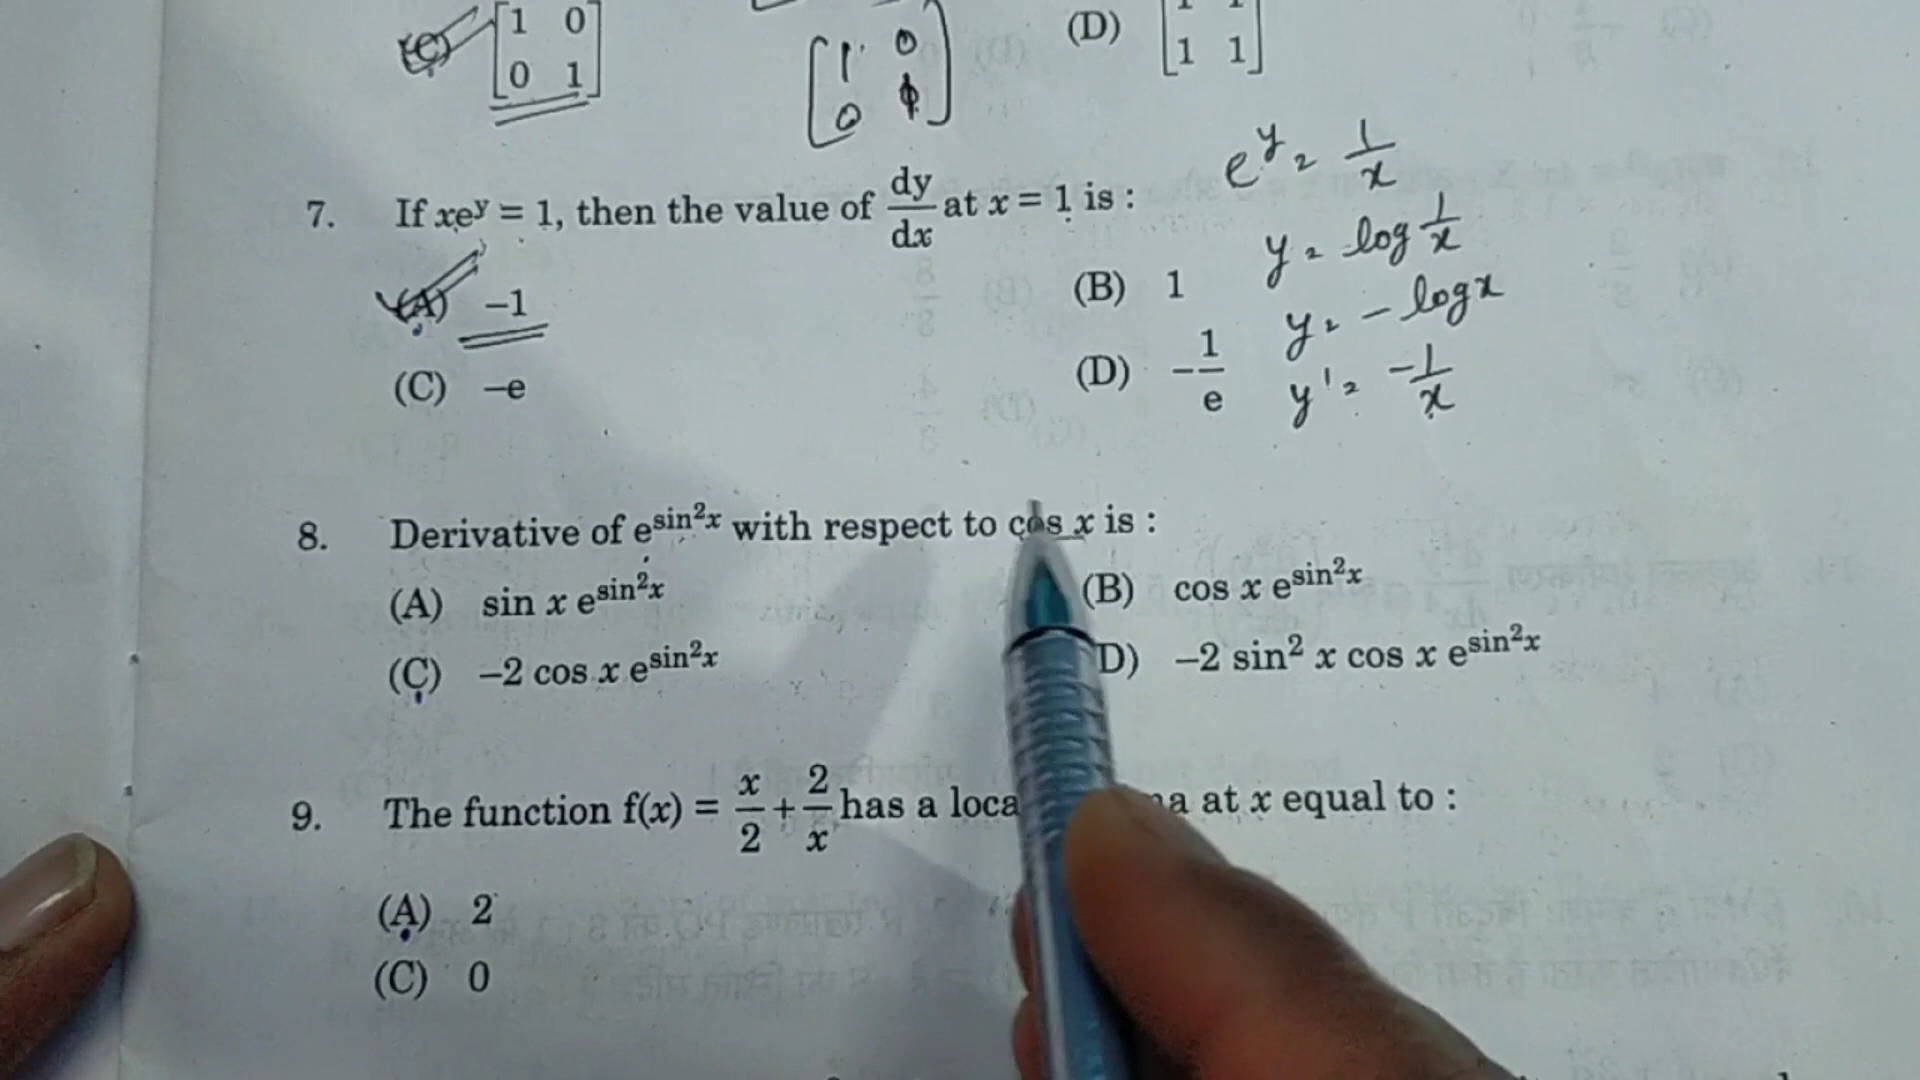 (C) [1 0
0 1]
[1 0
0 1]
(D) [1 1
1 1]
7. If xe^y = 1, then the value of dy/dx at x = 1 is :
(A) −1
(B) 1
(C) −e
(D) −1/e
e^y = 1/x
y = log 1/x
y = − log x
y' = −1/x
8. Derivative of e^sin²x with respect to cos x is :
(A) sin x e^sin²x
(B) cos x e^sin²x
(C) −2 cos x e^sin²x
D) −2 sin² x cos x e^sin²x
9. The function f(x) = x/2 + 2/x has a at x equal to :
(A) 2
(C) 0